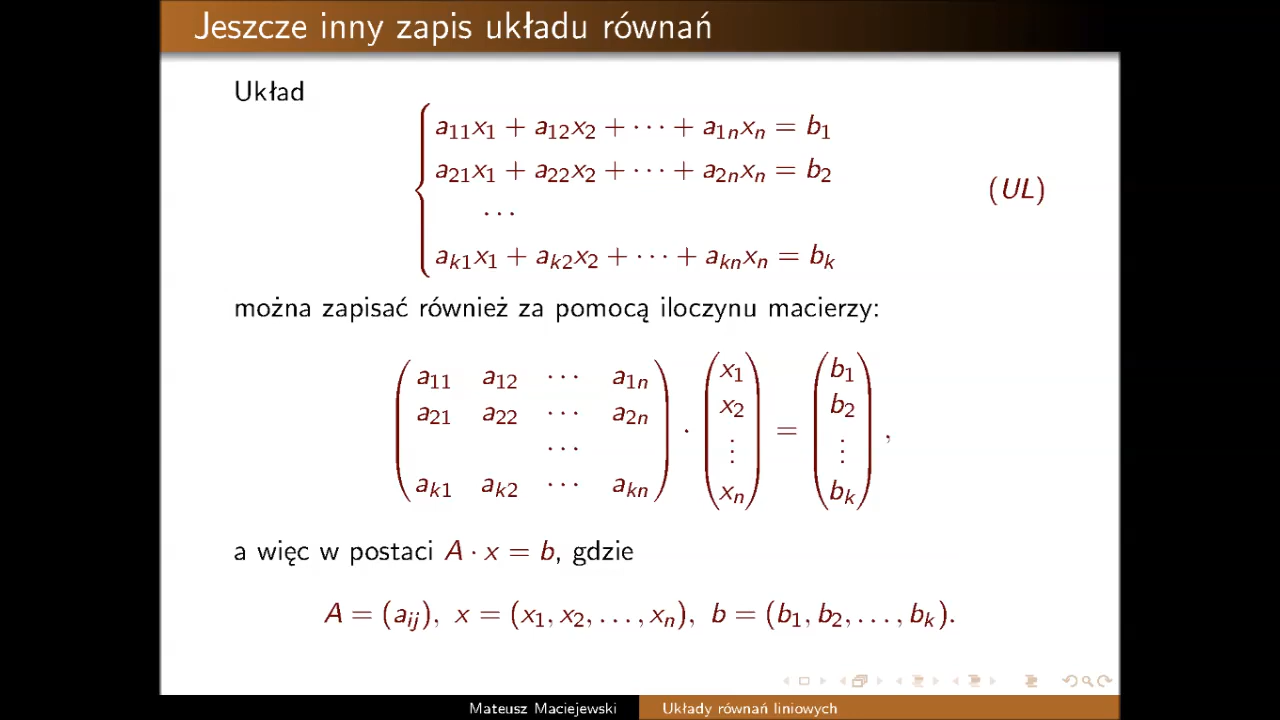 Jeszcze inny zapis układu równań
Układ
a₁₁x₁ + a₁₂x₂ + ⋯ + a₁ₙxₙ = b₁
a₂₁x₁ + a₂₂x₂ + ⋯ + a₂ₙxₙ = b₂
⋯
aₖ₁x₁ + aₖ₂x₂ + ⋯ + aₖₙxₙ = bₖ
(UL)
można zapisać również za pomocą iloczynu macierzy:
( a₁₁ a₁₂ ⋯ a₁ₙ ) ( x₁ ) ( b₁ )
( a₂₁ a₂₂ ⋯ a₂ₙ ) · ( x₂ ) = ( b₂ ) ,
( ⋯ ) ( ⋮ ) ( ⋮ )
( aₖ₁ aₖ₂ ⋯ aₖₙ ) ( xₙ ) ( bₖ )
a więc w postaci A · x = b, gdzie
A = (aᵢⱼ), x = (x₁, x₂, . . . , xₙ), b = (b₁, b₂, . . . , bₖ).
Mateusz Maciejewski Układy równań liniowych